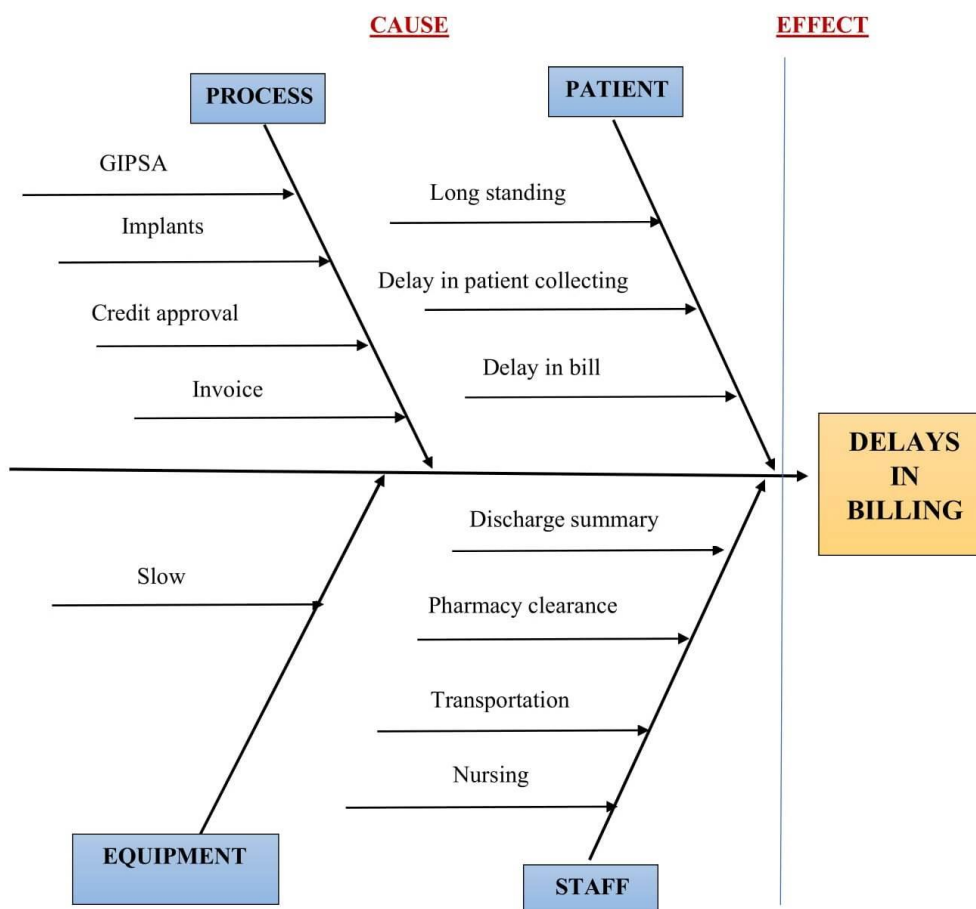 CAUSE
EFFECT
PROCESS
PATIENT
GIPSA
Implants
Credit approval
Invoice
Long standing
Delay in patient collecting
Delay in bill
DELAYS
IN
BILLING
Slow
Discharge summary
Pharmacy clearance
Transportation
Nursing
EQUIPMENT
STAFF